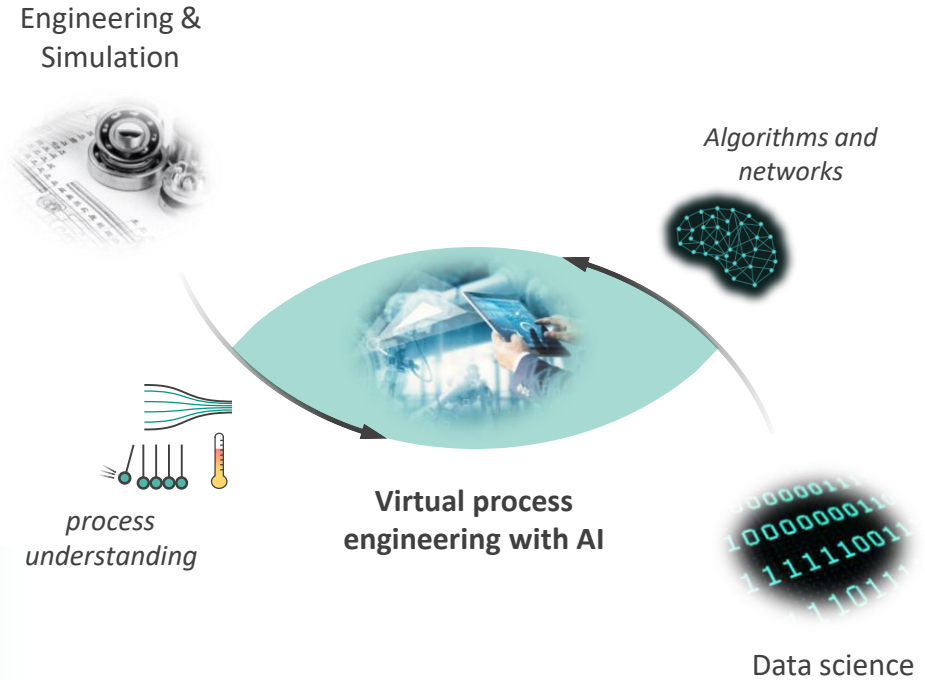 Engineering &
Simulation
Algorithms and
networks
process
understanding
Virtual process
engineering with AI
Data science